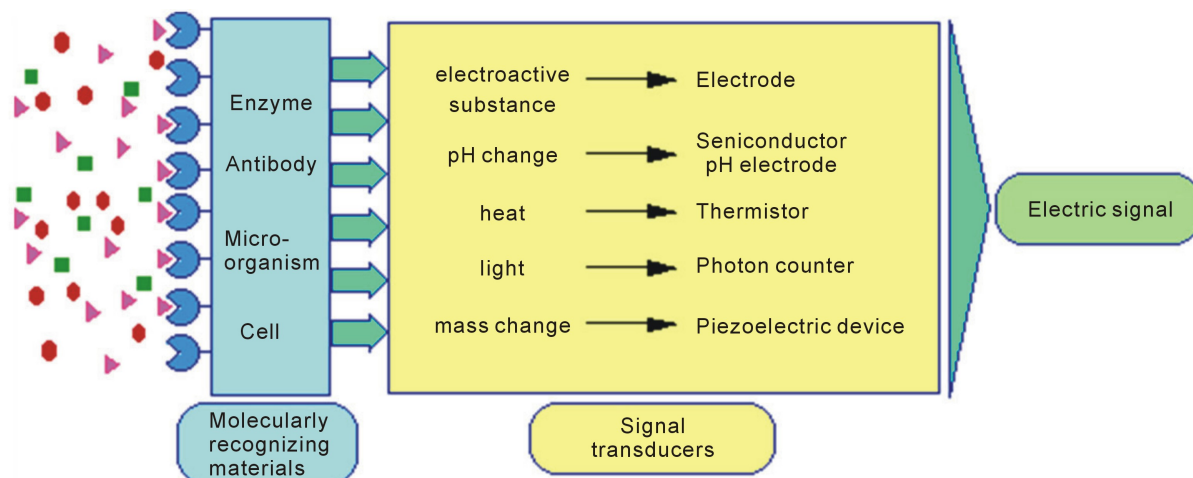 Enzyme
Antibody
Micro-
organism
Cell
Molecularly
recognizing
materials
electroactive
substance
Electrode
pH change
Seniconductor
pH electrode
heat
Thermistor
light
Photon counter
mass change
Piezoelectric device
Signal
transducers
Electric signal